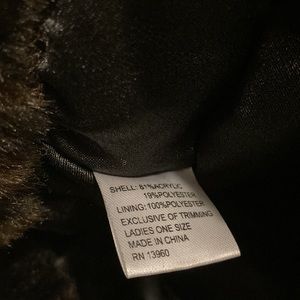 SHELL: 81%ACRYLIC
19%POLYESTER
LINING: 100%POLYESTER
EXCLUSIVE OF TRIMMING
LADIES ONE SIZE
MADE IN CHINA
RN 13960